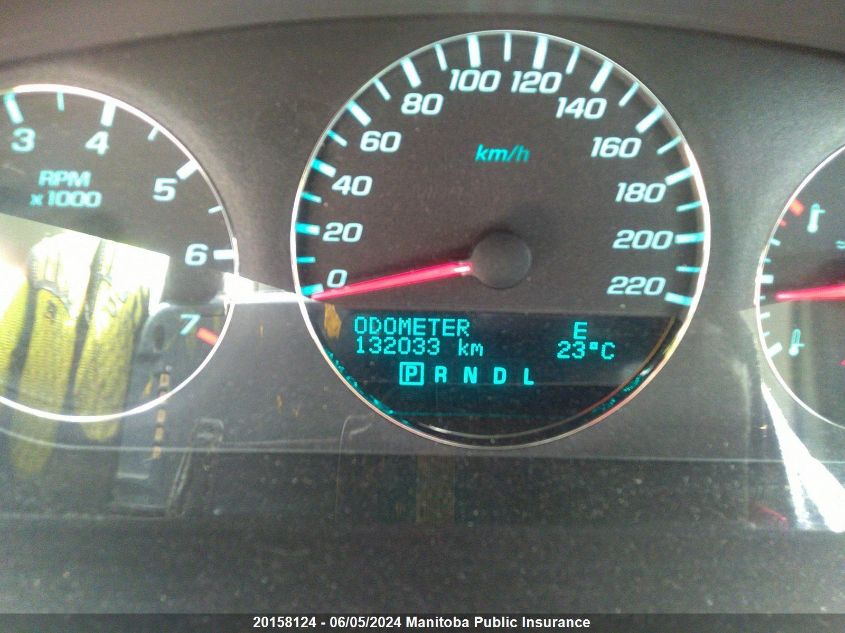 3 4 5 6 7
RPM
x1000
0 20 40 60 80 100 120 140 160 180 200 220
km/h
ODOMETER E
132033 km 23°C
P R N D L
20158124 - 06/05/2024 Manitoba Public Insurance